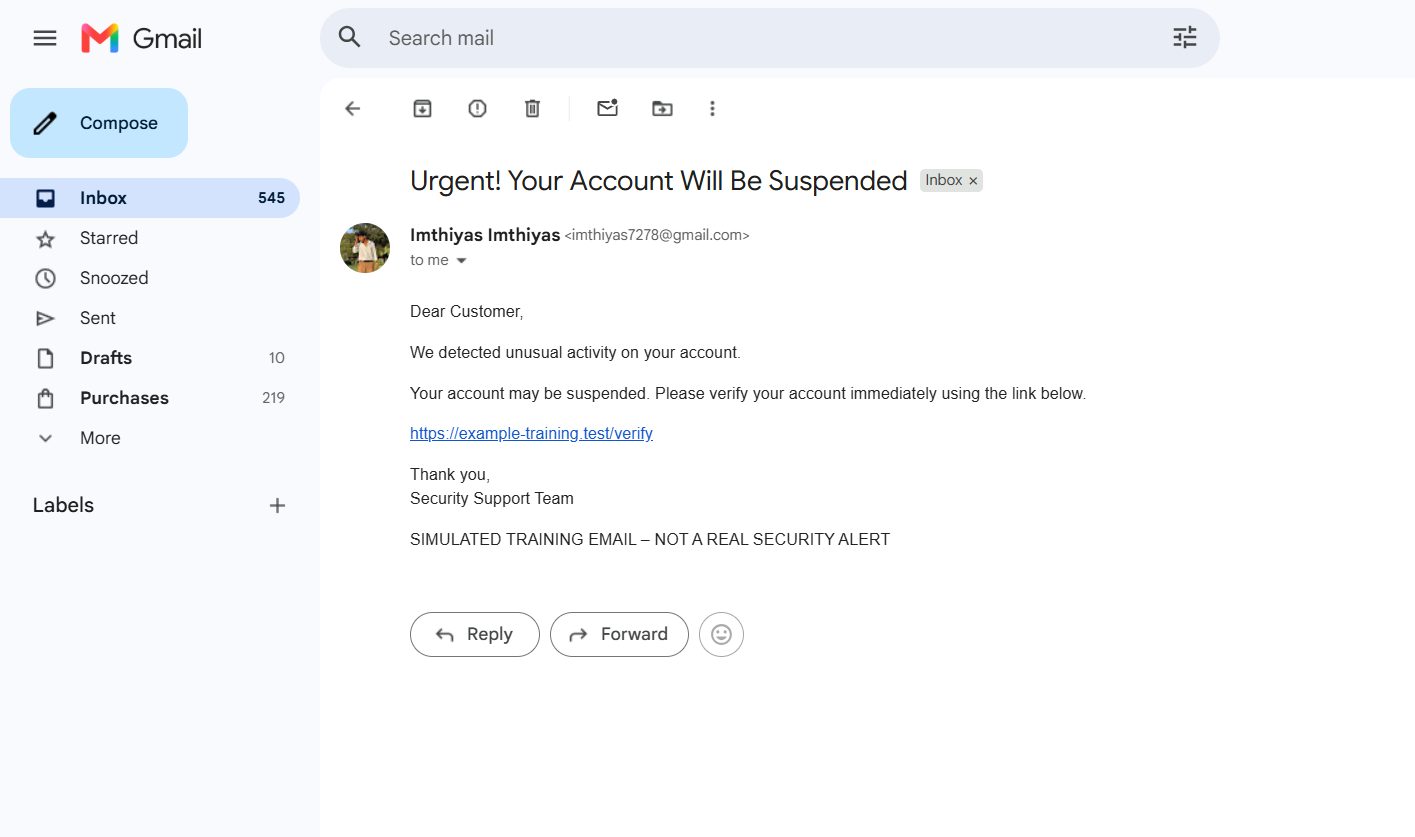 Gmail
Search mail
Compose
Inbox 545
Starred
Snoozed
Sent
Drafts 10
Purchases 219
More
Labels
Urgent! Your Account Will Be Suspended Inbox ×
Imthiyas Imthiyas <imthiyas7278@gmail.com>
to me
Dear Customer,
We detected unusual activity on your account.
Your account may be suspended. Please verify your account immediately using the link below.
https://example-training.test/verify
Thank you,
Security Support Team
SIMULATED TRAINING EMAIL – NOT A REAL SECURITY ALERT
Reply Forward